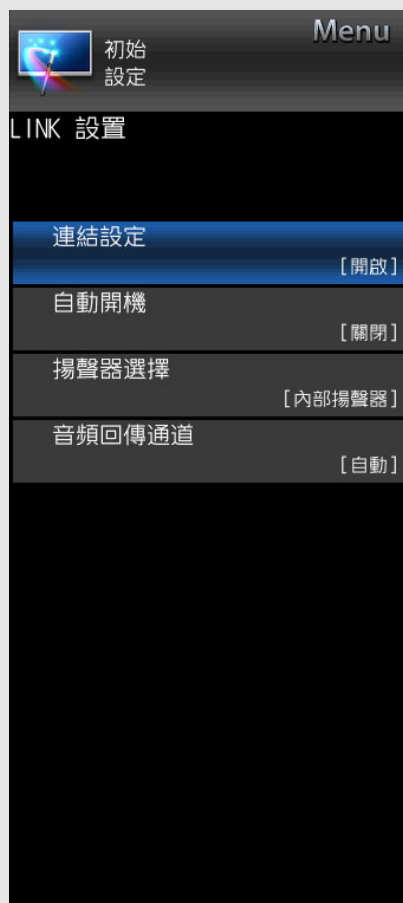 Menu
初始
設定
LINK 設置
連結設定
[開啟]
自動開機
[關閉]
揚聲器選擇
[內部揚聲器]
音頻回傳通道
[自動]